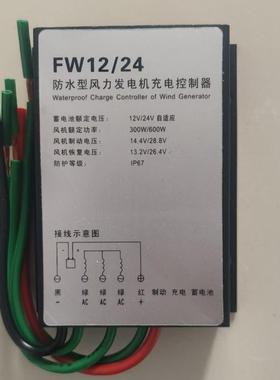 FW12/24
防水型风力发电机充电控制器
Waterproof Charge Controller of Wind Generator
蓄电池额定电压: 12V/24V 自适应
风机额定功率: 300W/600W
风机制动电压: 14.4V/28.8V
风机恢复电压: 13.2V/26.4V
防护等级: IP67
接线示意图
黑 绿 绿 绿 红 制动 充电 蓄电池
− AC AC AC +